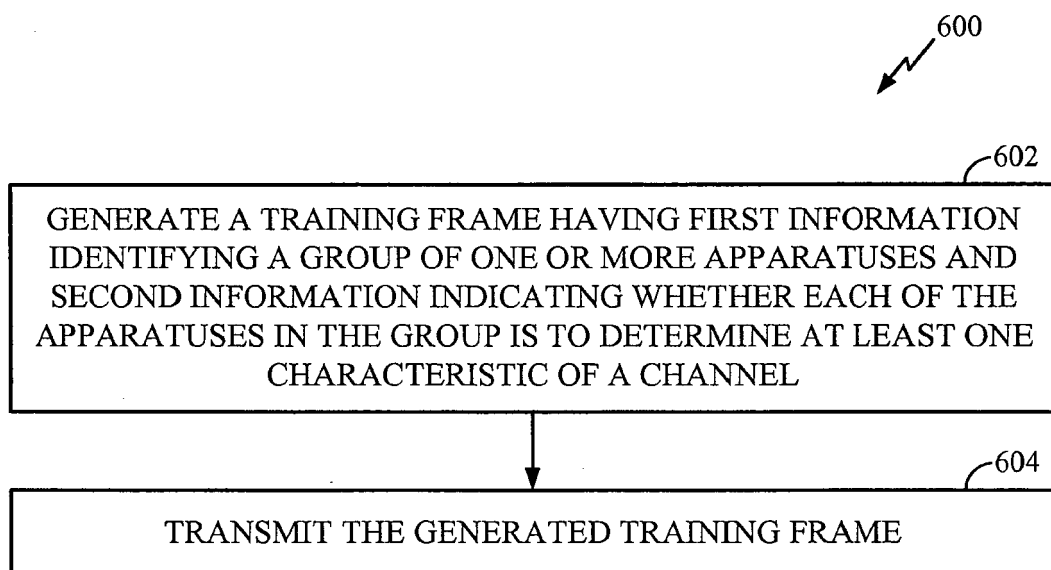 600
602
GENERATE A TRAINING FRAME HAVING FIRST INFORMATION
IDENTIFYING A GROUP OF ONE OR MORE APPARATUSES AND
SECOND INFORMATION INDICATING WHETHER EACH OF THE
APPARATUSES IN THE GROUP IS TO DETERMINE AT LEAST ONE
CHARACTERISTIC OF A CHANNEL
604
TRANSMIT THE GENERATED TRAINING FRAME